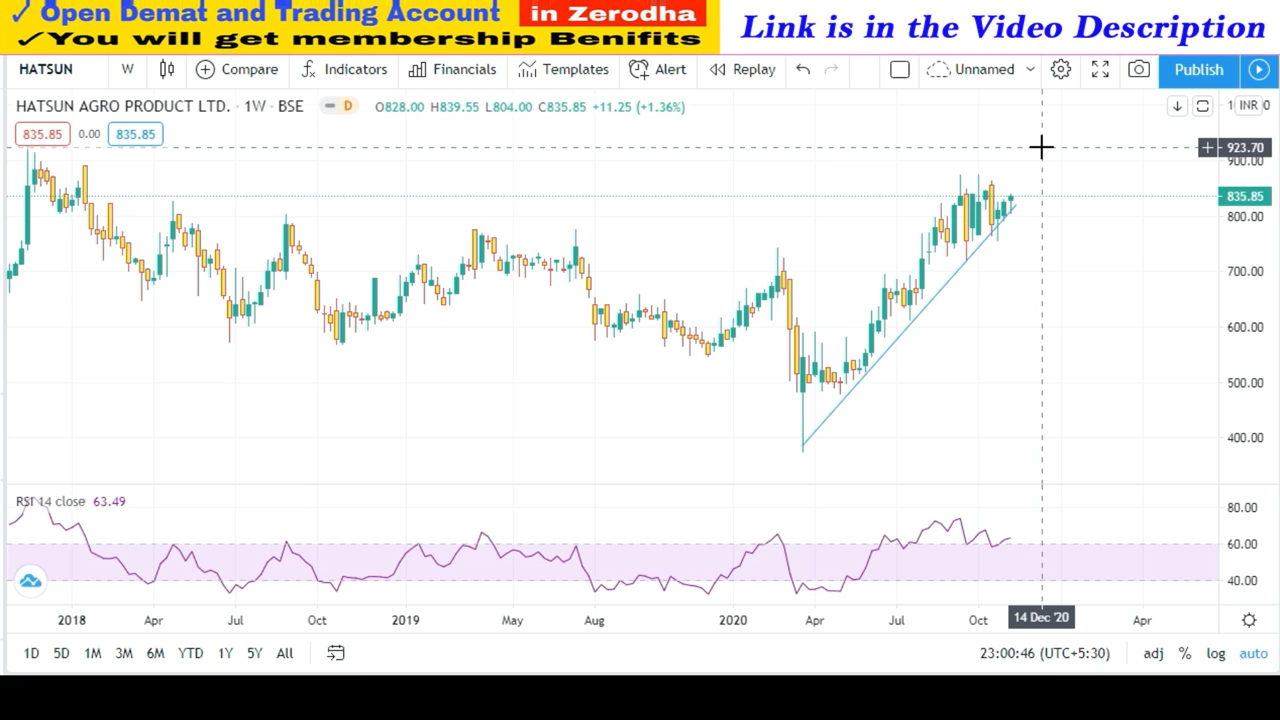 ✓ Open Demat and Trading Account in Zerodha
✓You will get membership Benifits
Link is in the Video Description
HATSUN W Compare Indicators Financials Templates Alert Replay Unnamed Publish
HATSUN AGRO PRODUCT LTD. · 1W · BSE D O828.00 H839.55 L804.00 C835.85 +11.25 (+1.36%)
835.85 0.00 835.85
INR
923.70
900.00
835.85
800.00
700.00
600.00
500.00
400.00
RSI 14 close 63.49
80.00
60.00
40.00
2018 Apr Jul Oct 2019 May Aug 2020 Apr Jul Oct 14 Dec '20 Apr
1D 5D 1M 3M 6M YTD 1Y 5Y All 23:00:46 (UTC+5:30) adj % log auto